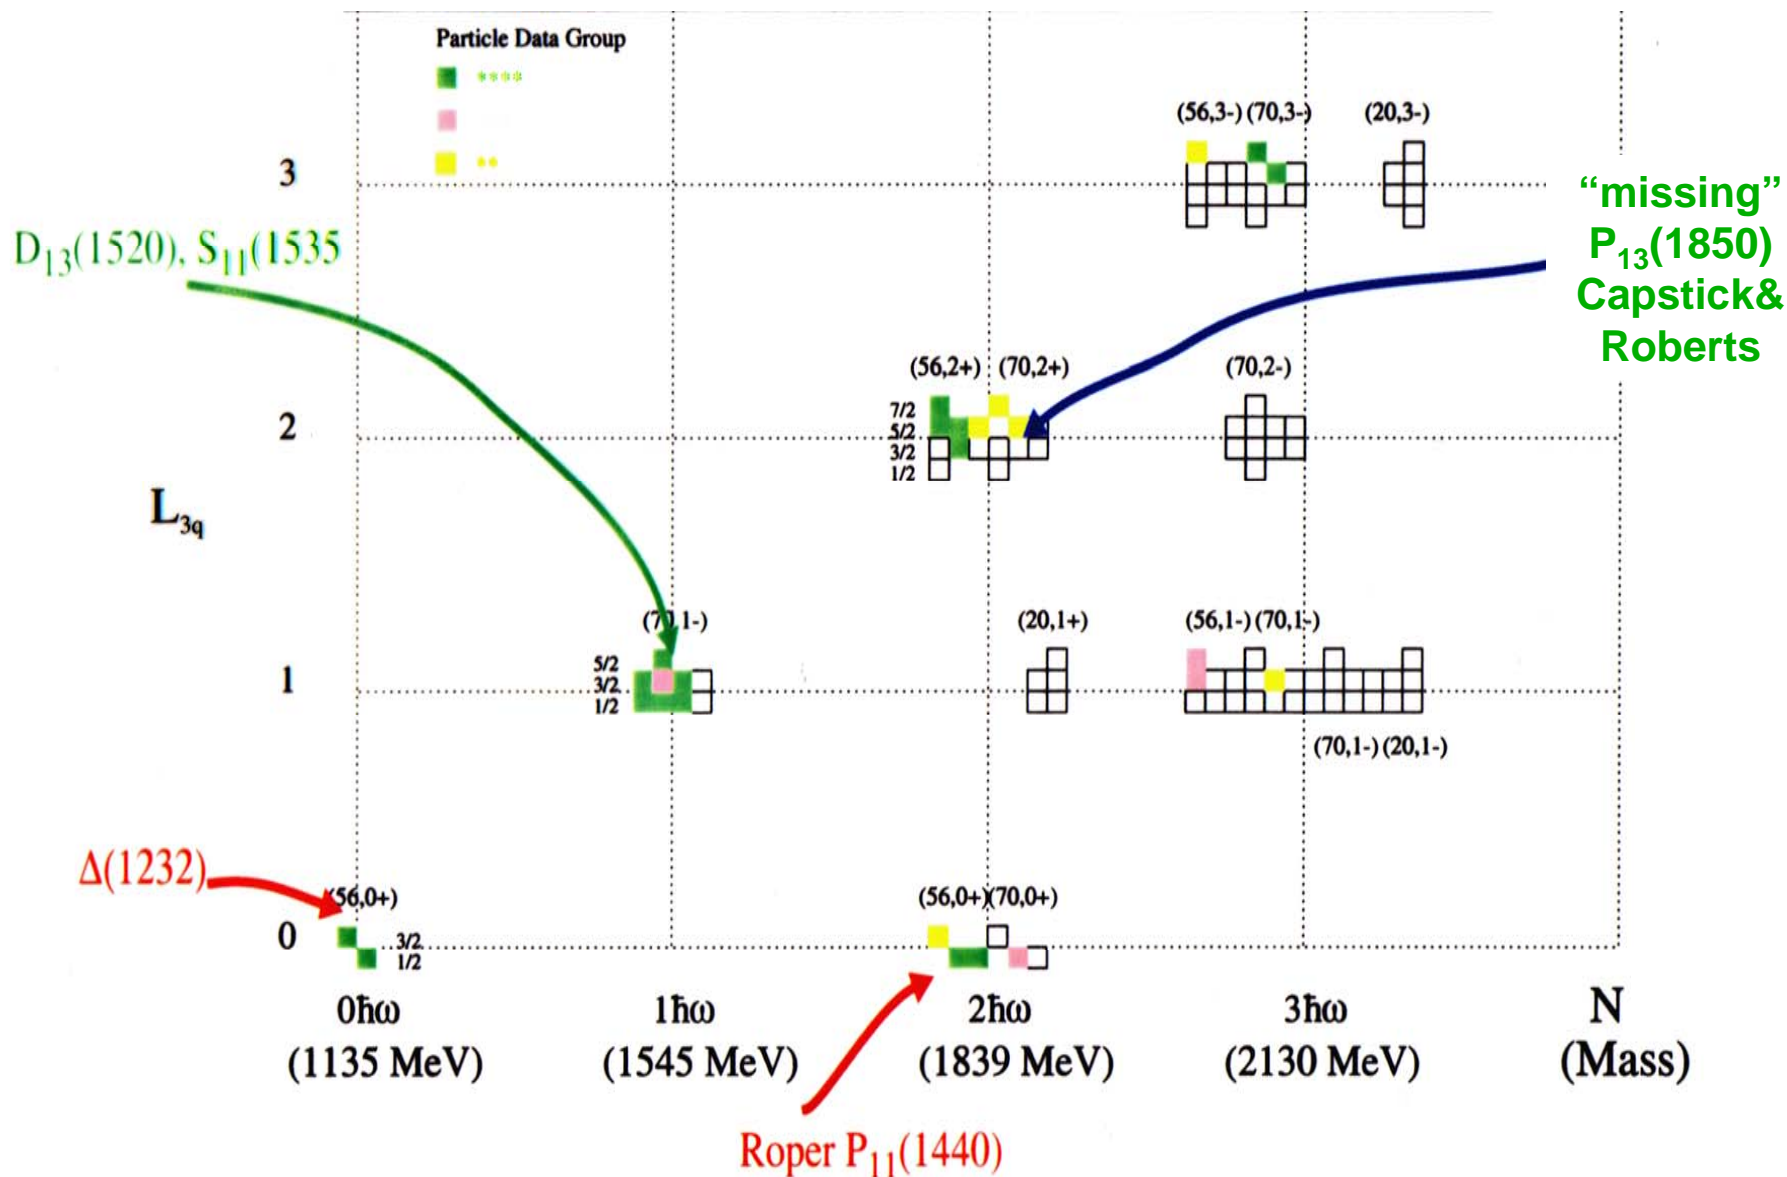 Particle Data Group
****
**
(56,3-) (70,3-) (20,3-)
3
“missing”
P13(1850)
Capstick&
Roberts
D13(1520), S11(1535
(56,2+) (70,2+) (70,2-)
2
7/2
5/2
3/2
1/2
L3q
(70,1-) (20,1+) (56,1-) (70,1-)
1
5/2
3/2
1/2
(70,1-) (20,1-)
Δ(1232)
(56,0+) (56,0+) (70,0+)
0
3/2
1/2
0ħω 1ħω 2ħω 3ħω N
(1135 MeV) (1545 MeV) (1839 MeV) (2130 MeV) (Mass)
Roper P11(1440)